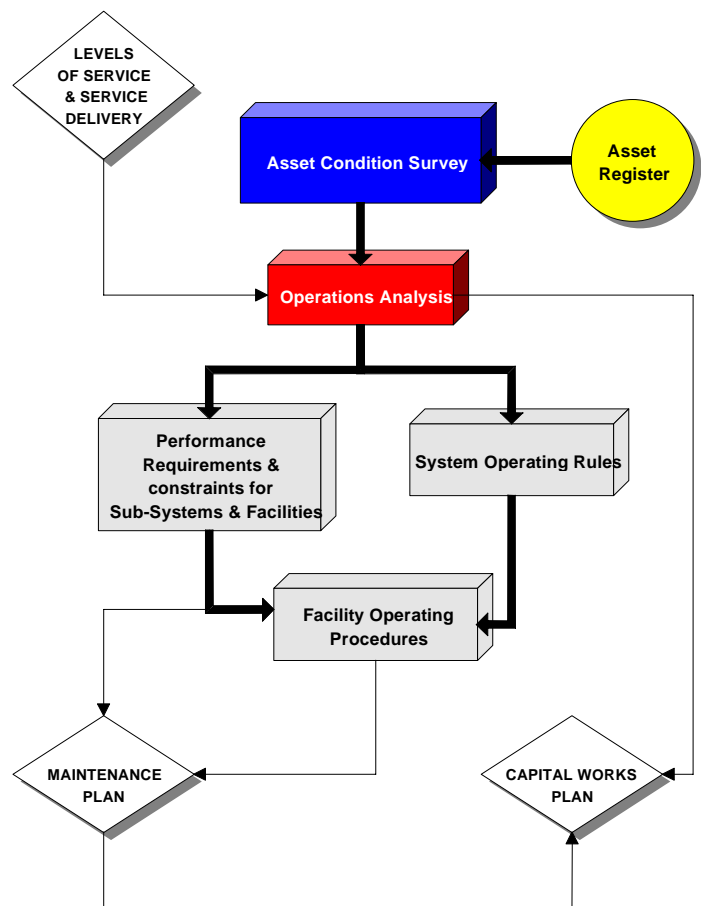 LEVELS
OF SERVICE
& SERVICE
DELIVERY
Asset Condition Survey
Asset
Register
Operations Analysis
Performance
Requirements &
constraints for
Sub-Systems & Facilities
System Operating Rules
Facility Operating
Procedures
MAINTENANCE
PLAN
CAPITAL WORKS
PLAN